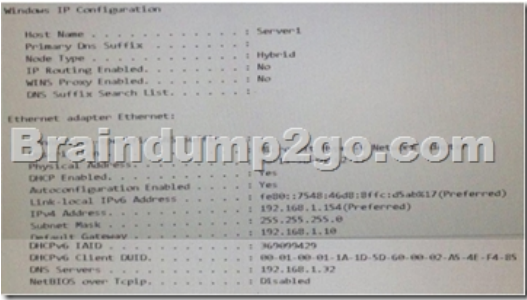 Windows IP Configuration
Host Name . . . . . . . . . . . . : Server1
Primary Dns Suffix . . . . . . . :
Node Type . . . . . . . . . . . . : Hybrid
IP Routing Enabled. . . . . . . . : No
WINS Proxy Enabled. . . . . . . . : No
DNS Suffix Search List. . . . . . :
Ethernet adapter Ethernet:
Braindump2go.com
Physical Address. . . . . . . . . :
DHCP Enabled. . . . . . . . . . . : Yes
Autoconfiguration Enabled . . . . : Yes
Link-local IPv6 Address . . . . . : fe80::7548:46d8:8ffc:d5ab%17(Preferred)
IPv4 Address. . . . . . . . . . . : 192.168.1.154(Preferred)
Subnet Mask . . . . . . . . . . . : 255.255.255.0
Default Gateway . . . . . . . . . : 192.168.1.10
DHCPv6 IAID . . . . . . . . . . . : 369099429
DHCPv6 Client DUID. . . . . . . . : 00-01-00-01-1A-1D-5D-60-00-02-A5-4E-F4-85
DNS Servers . . . . . . . . . . . : 192.168.1.32
NetBIOS over Tcpip. . . . . . . . : Disabled